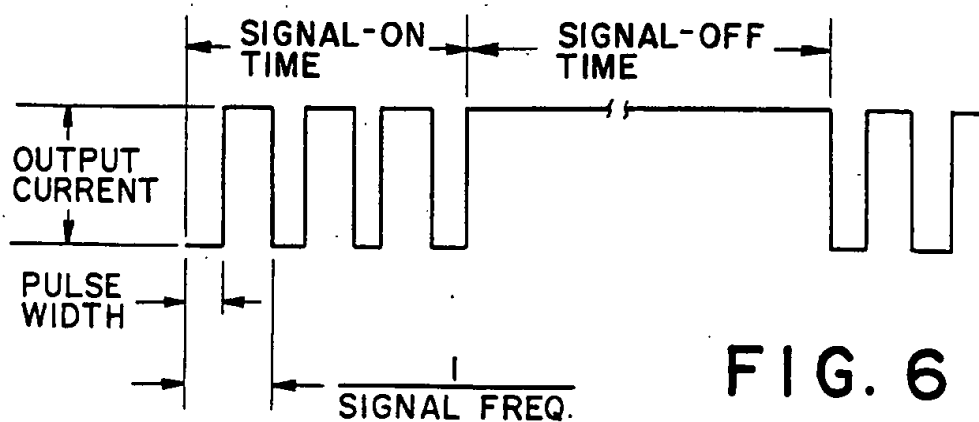 SIGNAL-ON
TIME
SIGNAL-OFF
TIME
OUTPUT
CURRENT
PULSE
WIDTH
1
SIGNAL FREQ.
FIG. 6